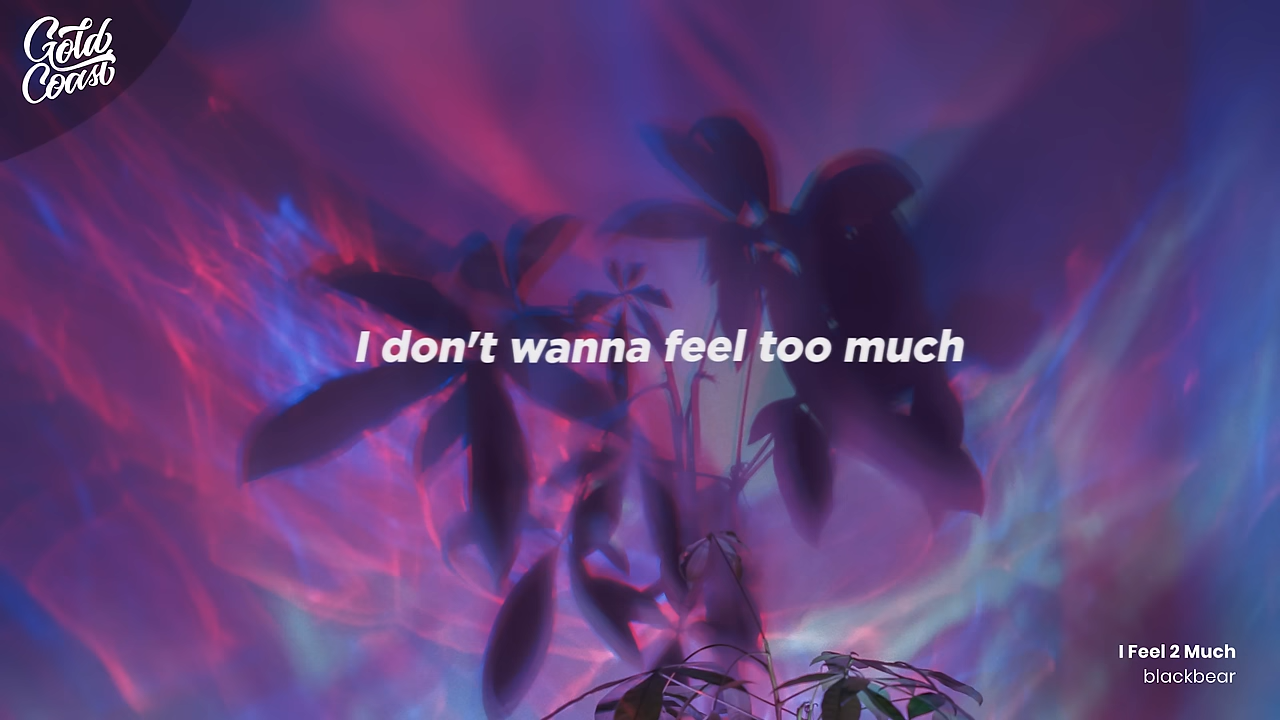 Gold
Coast
I don't wanna feel too much
I Feel 2 Much
blackbear